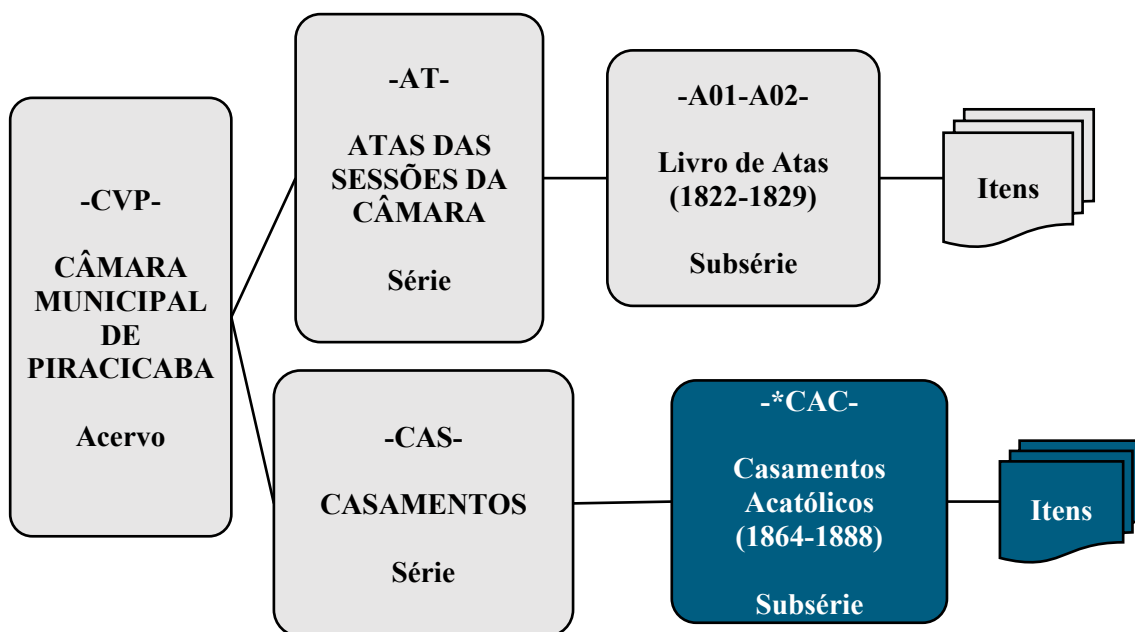 -CVP-
CÂMARA
MUNICIPAL
DE
PIRACICABA
Acervo
-AT-
ATAS DAS
SESSÕES DA
CÂMARA
Série
-A01-A02-
Livro de Atas
(1822-1829)
Subsérie
Itens
-CAS-
CASAMENTOS
Série
-*CAC-
Casamentos
Acatólicos
(1864-1888)
Subsérie
Itens